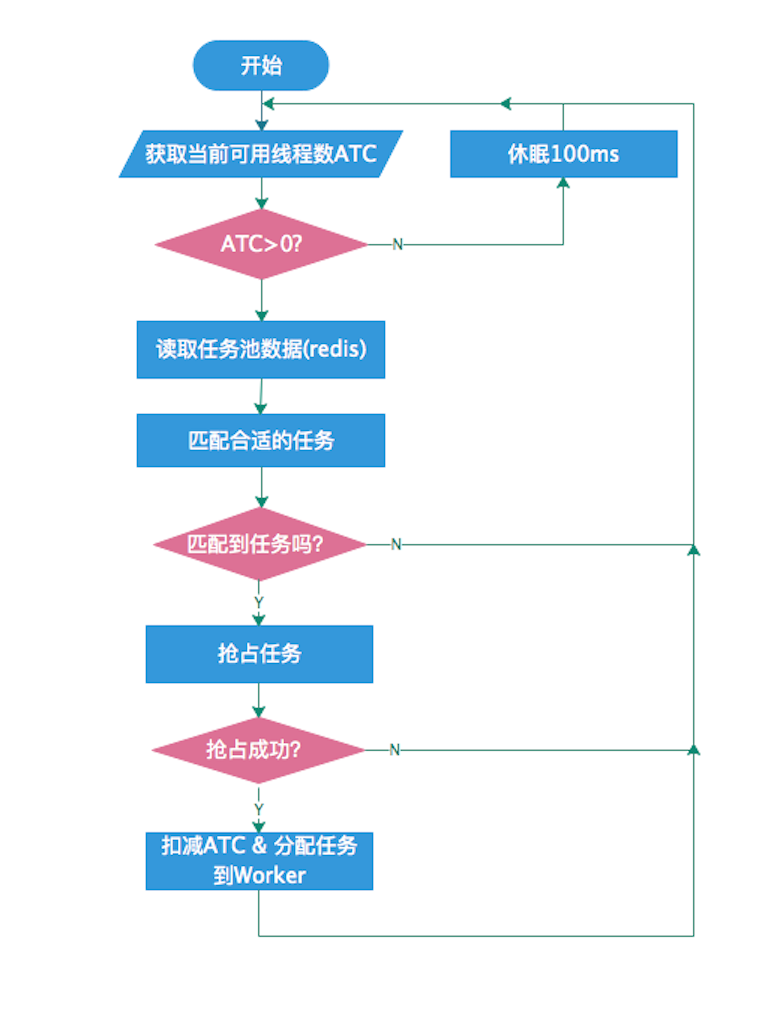 开始
获取当前可用线程数ATC
休眠100ms
ATC>0?
N
读取任务池数据(redis)
匹配合适的任务
匹配到任务吗?
N
Y
抢占任务
抢占成功?
N
Y
扣减ATC & 分配任务
到Worker